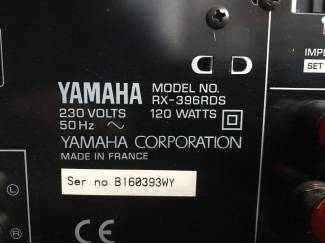 IMPE
SET
YAMAHA MODEL NO.
RX-396RDS
230 VOLTS 120 WATTS
50 Hz
YAMAHA CORPORATION
MADE IN FRANCE
Ser no B160393WY
L
R
CE